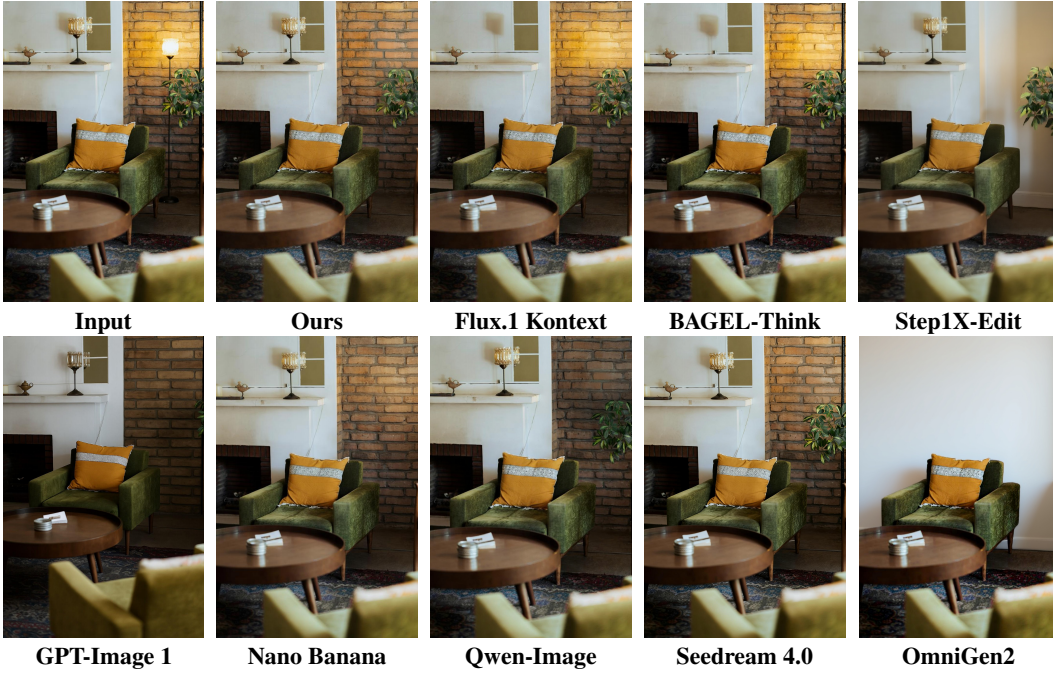 Input
Ours
Flux.1 Kontext
BAGEL-Think
Step1X-Edit
GPT-Image 1
Nano Banana
Qwen-Image
Seedream 4.0
OmniGen2